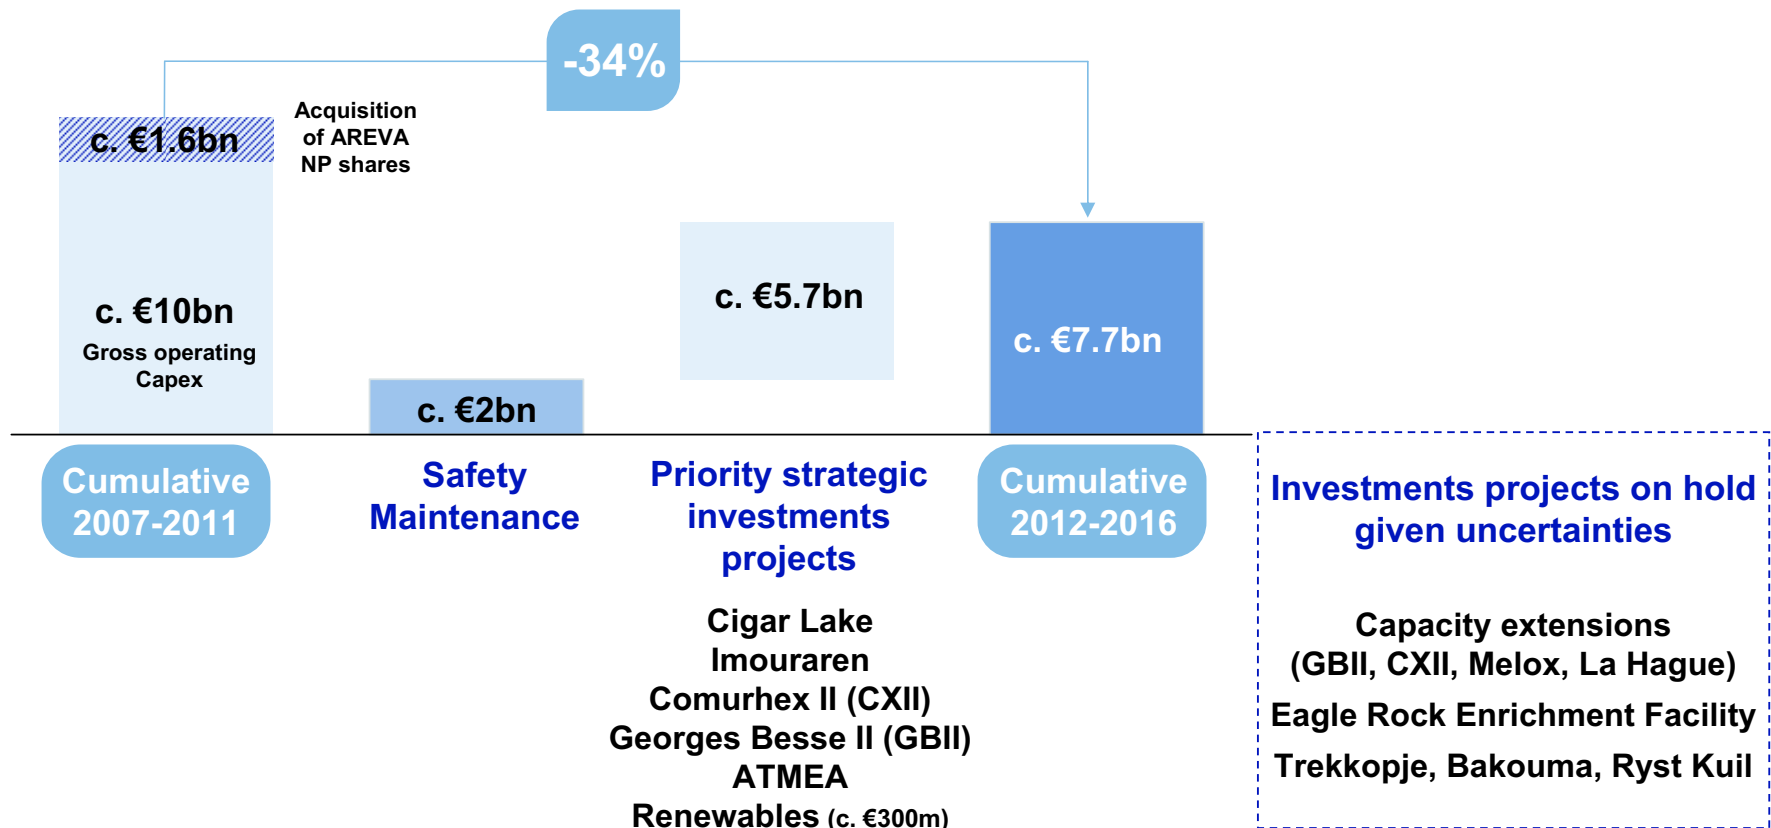 -34%
c. €1.6bn
Acquisition
of AREVA
NP shares
c. €10bn
Gross operating
Capex
c. €2bn
c. €5.7bn
c. €7.7bn
Cumulative
2007-2011
Safety
Maintenance
Priority strategic
investments
projects
Cumulative
2012-2016
Cigar Lake
Imouraren
Comurhex II (CXII)
Georges Besse II (GBII)
ATMEA
Renewables (c. €300m)
Investments projects on hold
given uncertainties
Capacity extensions
(GBII, CXII, Melox, La Hague)
Eagle Rock Enrichment Facility
Trekkopje, Bakouma, Ryst Kuil